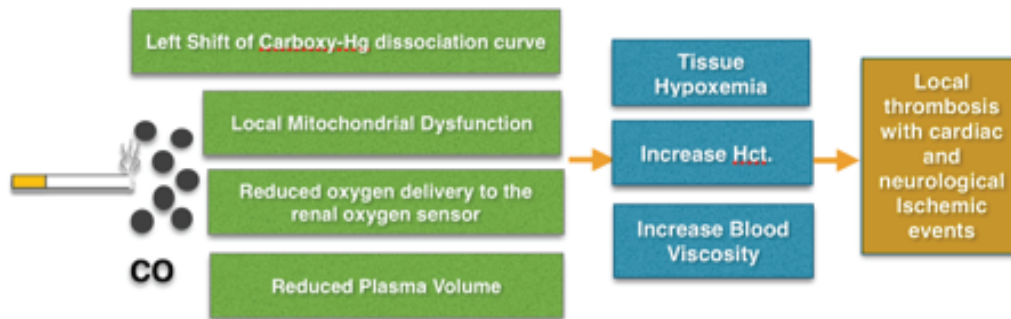 Left Shift of Carboxy-Hg dissociation curve
Local Mitochondrial Dysfunction
Reduced oxygen delivery to the
renal oxygen sensor
Reduced Plasma Volume
CO
Tissue
Hypoxemia
Increase Hct.
Increase Blood
Viscosity
Local
thrombosis
with cardiac
and
neurological
Ischemic
events